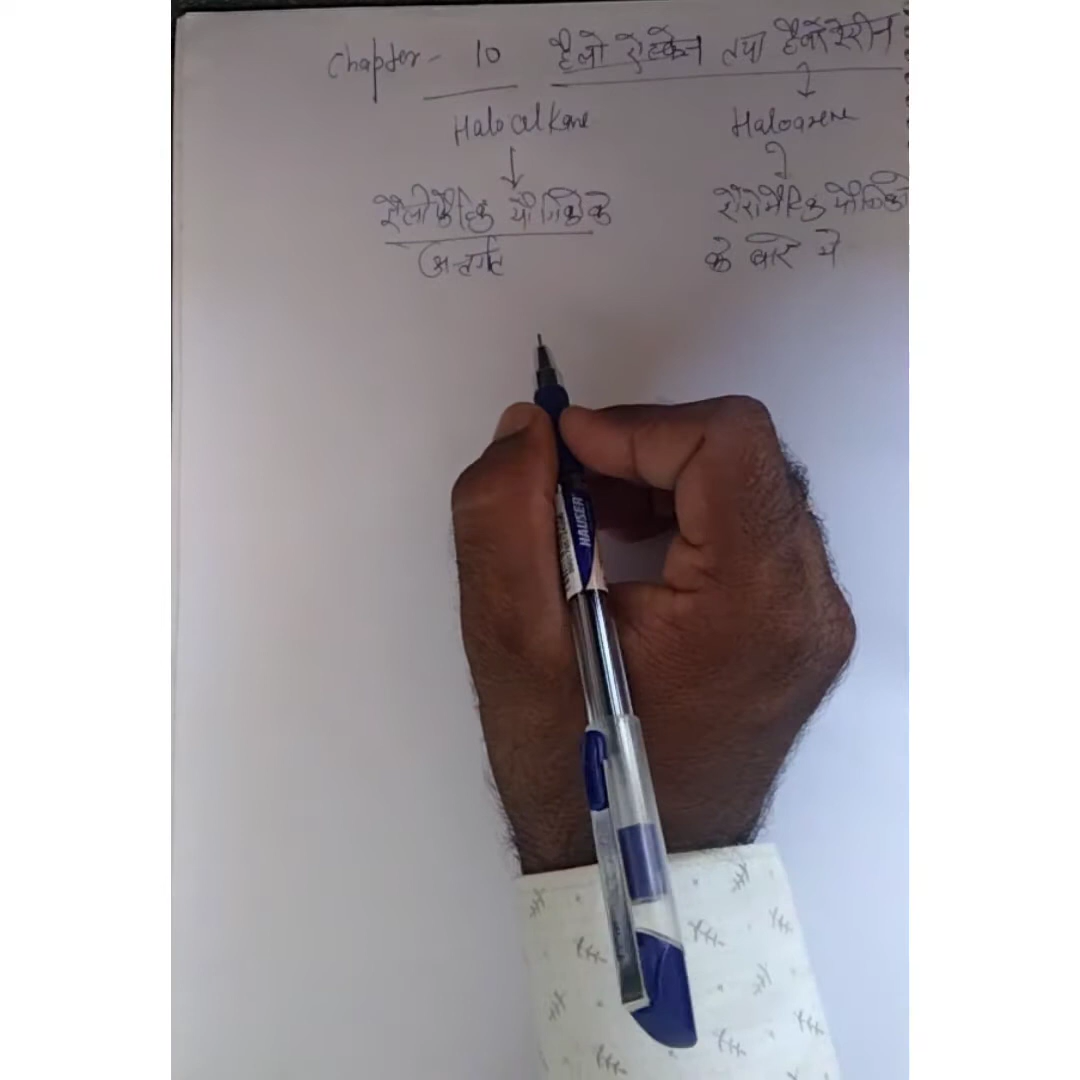 Chapter - 10 हैलो ऐल्केन तथा हैलोऐरीन
Haloalkane Haloarene
ऐलीफैटिक यौगिको के ऐरोमैटिक यौगिको
अन्तर्गत के बारे मे
HAUSER